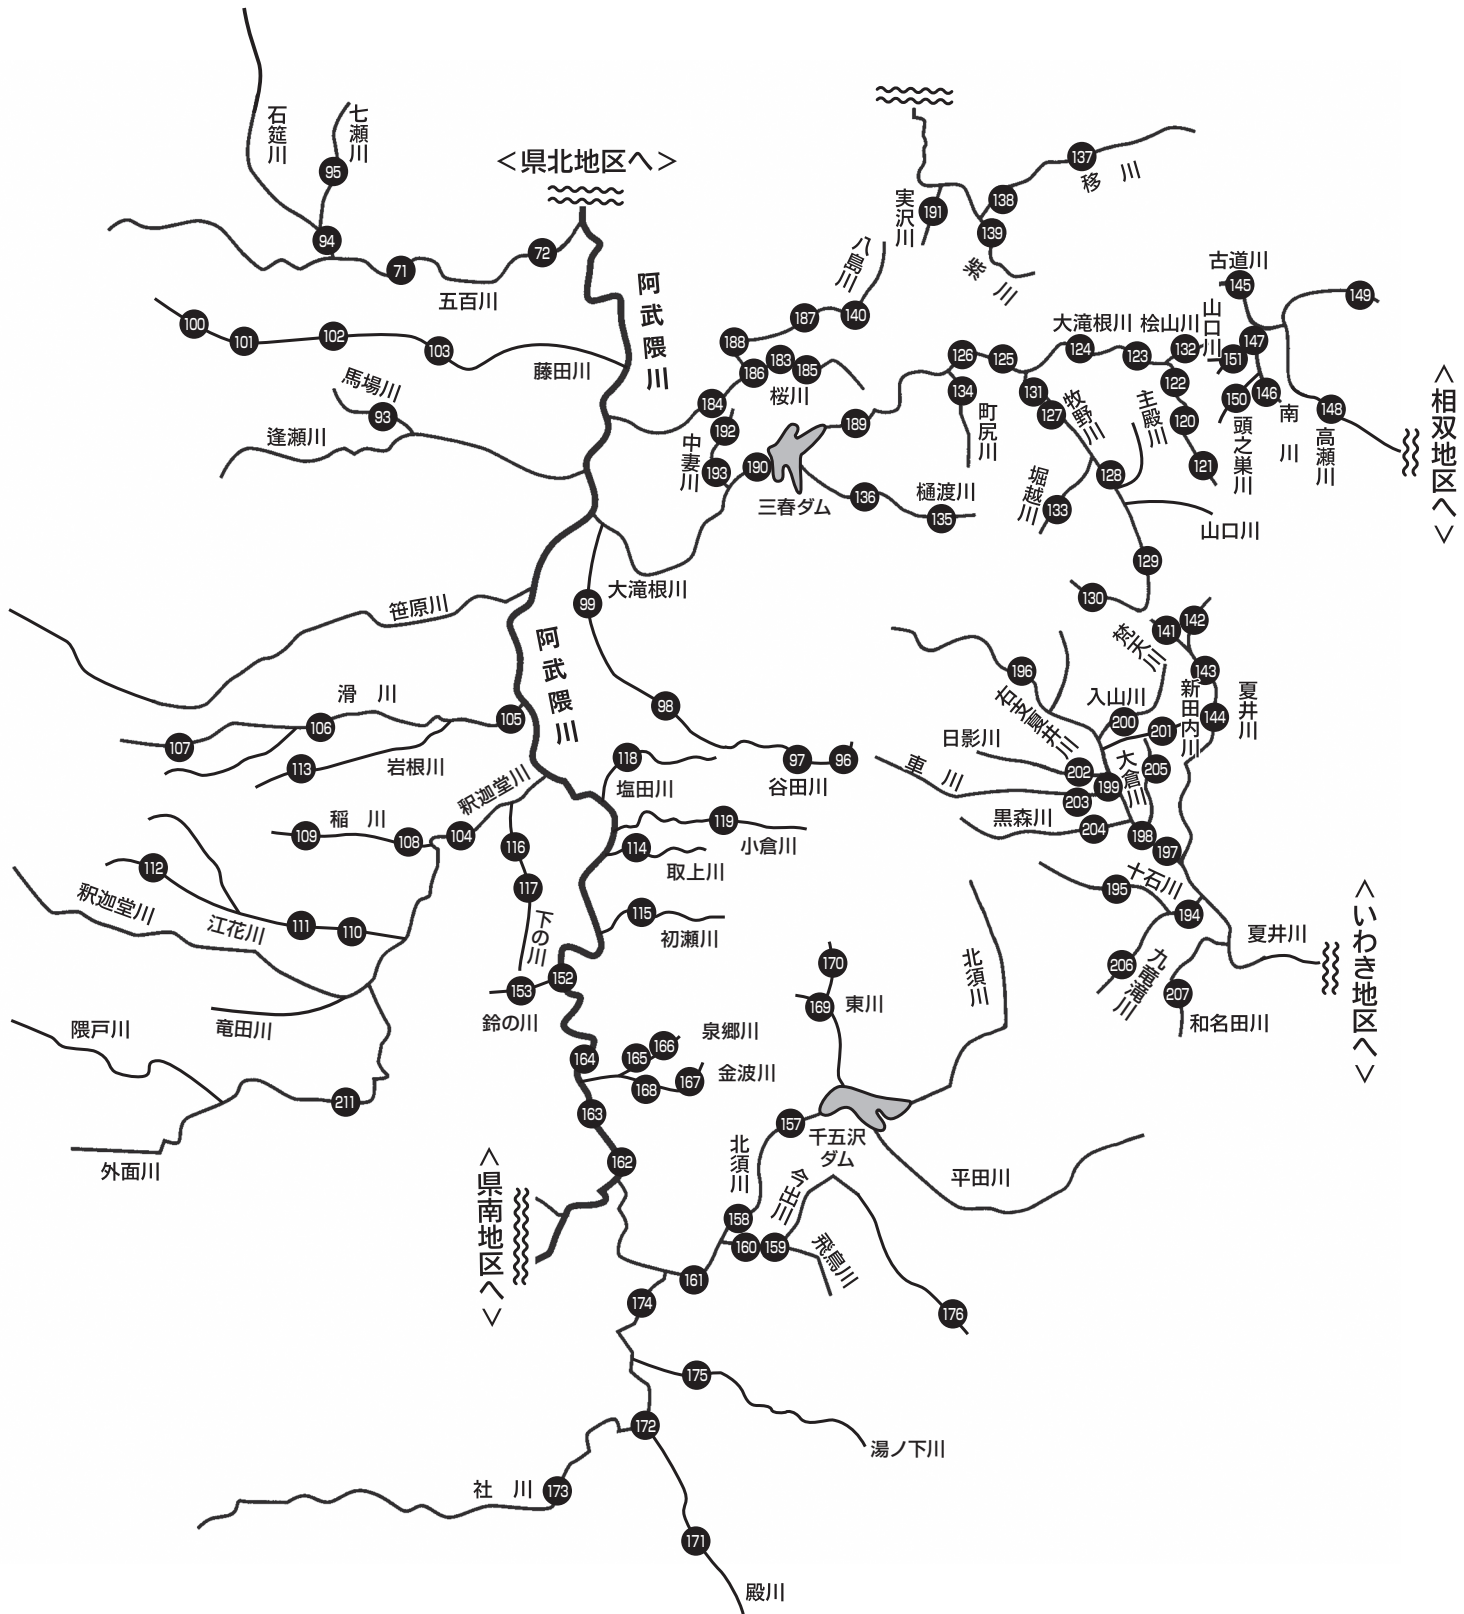 石筵川
七瀬川
95
94
＜県北地区へ＞
71
72
五百川
阿武隈川
100
101
102
103
藤田川
馬場川
93
逢瀬川
実沢川
191
137
移川
138
139
紫川
八島川
187
140
188
183
186
185
桜川
184
192
中妻川
193
190
三春ダム
189
136
樋渡川
135
126
125
大滝根川
124
桧山川
123
132
山口川
151
古道川
145
149
147
134
町尻川
131
127
牧野川
主殿川
122
120
121
150
146
頭之巣川
南川
148
高瀬川
＜相双地区へ＞
128
堀越川
133
山口川
129
130
大滝根川
99
98
97
96
谷田川
笹原川
阿武隈川
滑川
105
106
107
113
岩根川
釈迦堂川
118
塩田川
119
小倉川
114
取上川
115
初瀬川
稲川
109
108
104
116
117
下の川
112
釈迦堂川
江花川
111
110
152
153
鈴の川
竜田川
隈戸川
211
外面川
梵天川
141
142
143
新田内川
144
夏井川
196
右支夏井川
入山川
200
201
日影川
202
大倉川
205
車川
199
203
黒森川
204
198
197
十石川
195
194
夏井川
206
九竜滝川
207
和名田川
＜いわき地区へ＞
164
165
166
泉郷川
168
167
金波川
163
162
＜県南地区へ＞
170
169
東川
北須川
157
千五沢
ダム
平田川
北須川
158
今出川
160
159
飛鳥川
161
176
174
175
湯ノ下川
172
社川
173
171
殿川